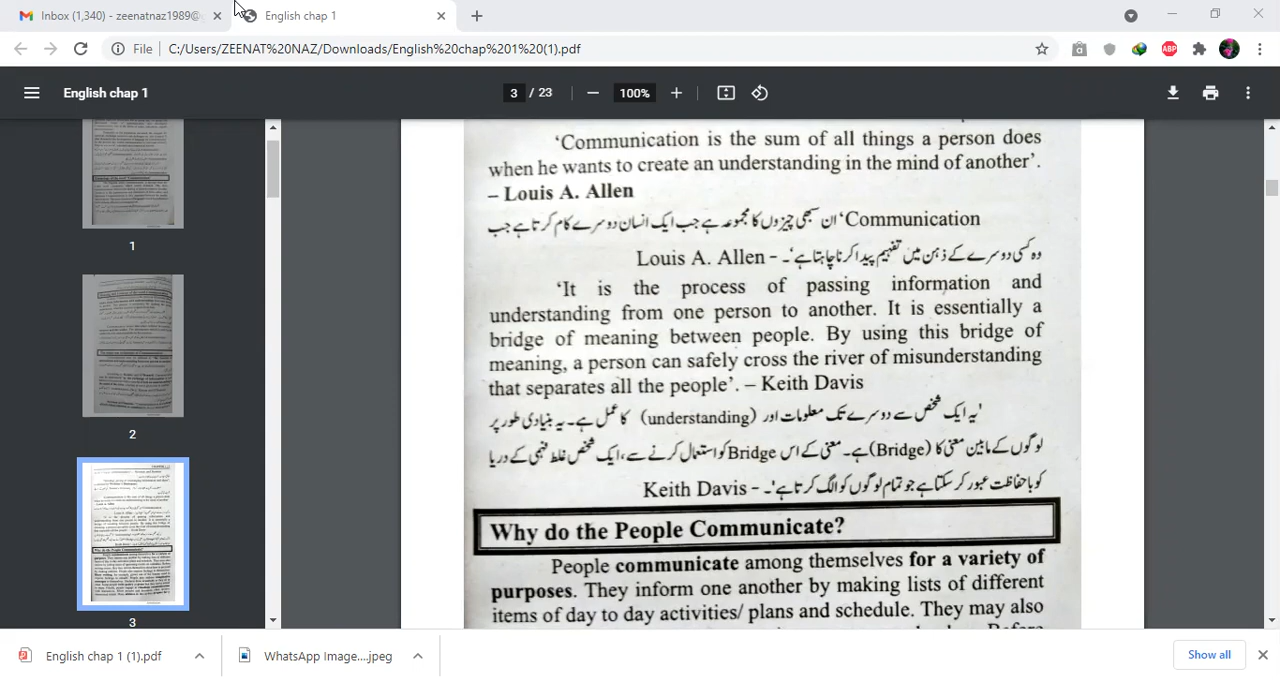 Inbox (1,340) - zeenatnaz1989@
English chap 1
File C:/Users/ZEENAT%20NAZ/Downloads/English%20chap%201%20(1).pdf
English chap 1
3 / 23
100%
1
2
3
'Communication is the sum of all things a person does
when he wants to create an understanding in the mind of another'.
– Louis A. Allen
Communication' ان سبھی چیزوں کا مجموعہ ہے جب ایک انسان دوسرے کام کرتا ہے جب
وہ کسی دوسرے کے ذہن میں تفہیم پیدا کرنا چاہتا ہے'۔ – Louis A. Allen
'It is the process of passing information and
understanding from one person to another. It is essentially a
bridge of meaning between people. By using this bridge of
meaning, a person can safely cross the river of misunderstanding
that separates all the people'. – Keith Davis
'یہ ایک شخص سے دوسرے تک معلومات اور (understanding) کا عمل ہے۔ یہ بنیادی طور پر
لوگوں کے مابین معنی کا (Bridge) ہے۔ معنی کے اس Bridge کو استعمال کرنے سے، ایک شخص غلط فہمی کے دریا
کو باحفاظت عبور کر سکتا ہے جو تمام لوگوں کو الگ کرتا ہے'۔ – Keith Davis
Why do the People Communicate?
People communicate among themselves for a variety of
purposes. They inform one another by making lists of different
items of day to day activities/ plans and schedule. They may also
Before
English chap 1 (1).pdf
WhatsApp Image....jpeg
Show all